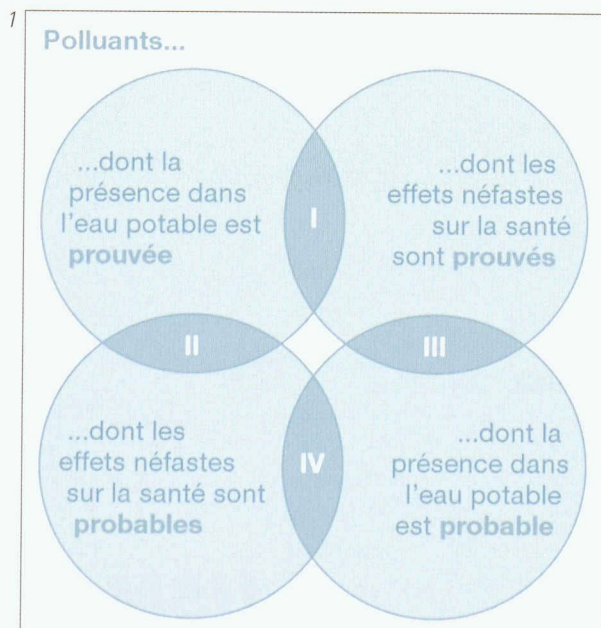 1
Polluants...
...dont la
présence dans
l'eau potable est
prouvée
I
...dont les
effets néfastes
sur la santé
sont prouvés
II
III
...dont les
effets néfastes
sur la santé sont
probables
IV
...dont la
présence dans
l'eau potable
est probable